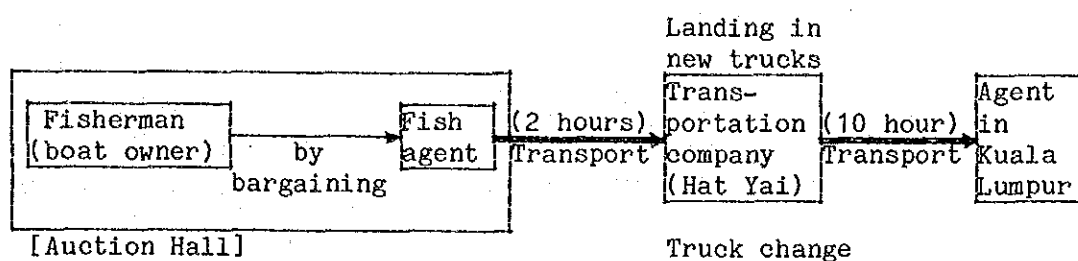 Landing in
new trucks
Fisherman
(boat owner)
by
bargaining
Fish
agent
(2 hours)
Transport
Trans-
portation
company
(Hat Yai)
(10 hour)
Transport
Agent
in
Kuala
Lumpur
[Auction Hall]
Truck change